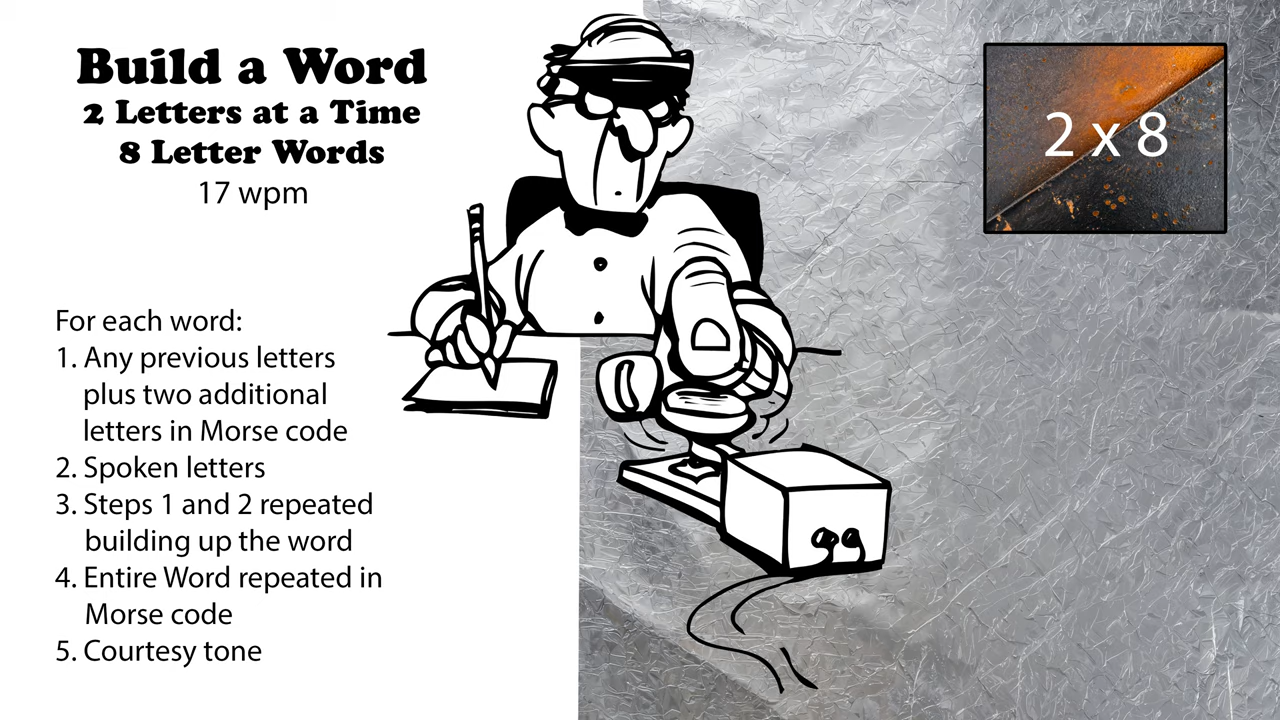 Build a Word
2 Letters at a Time
8 Letter Words
17 wpm
2 x 8
For each word:
1. Any previous letters
plus two additional
letters in Morse code
2. Spoken letters
3. Steps 1 and 2 repeated
building up the word
4. Entire Word repeated in
Morse code
5. Courtesy tone